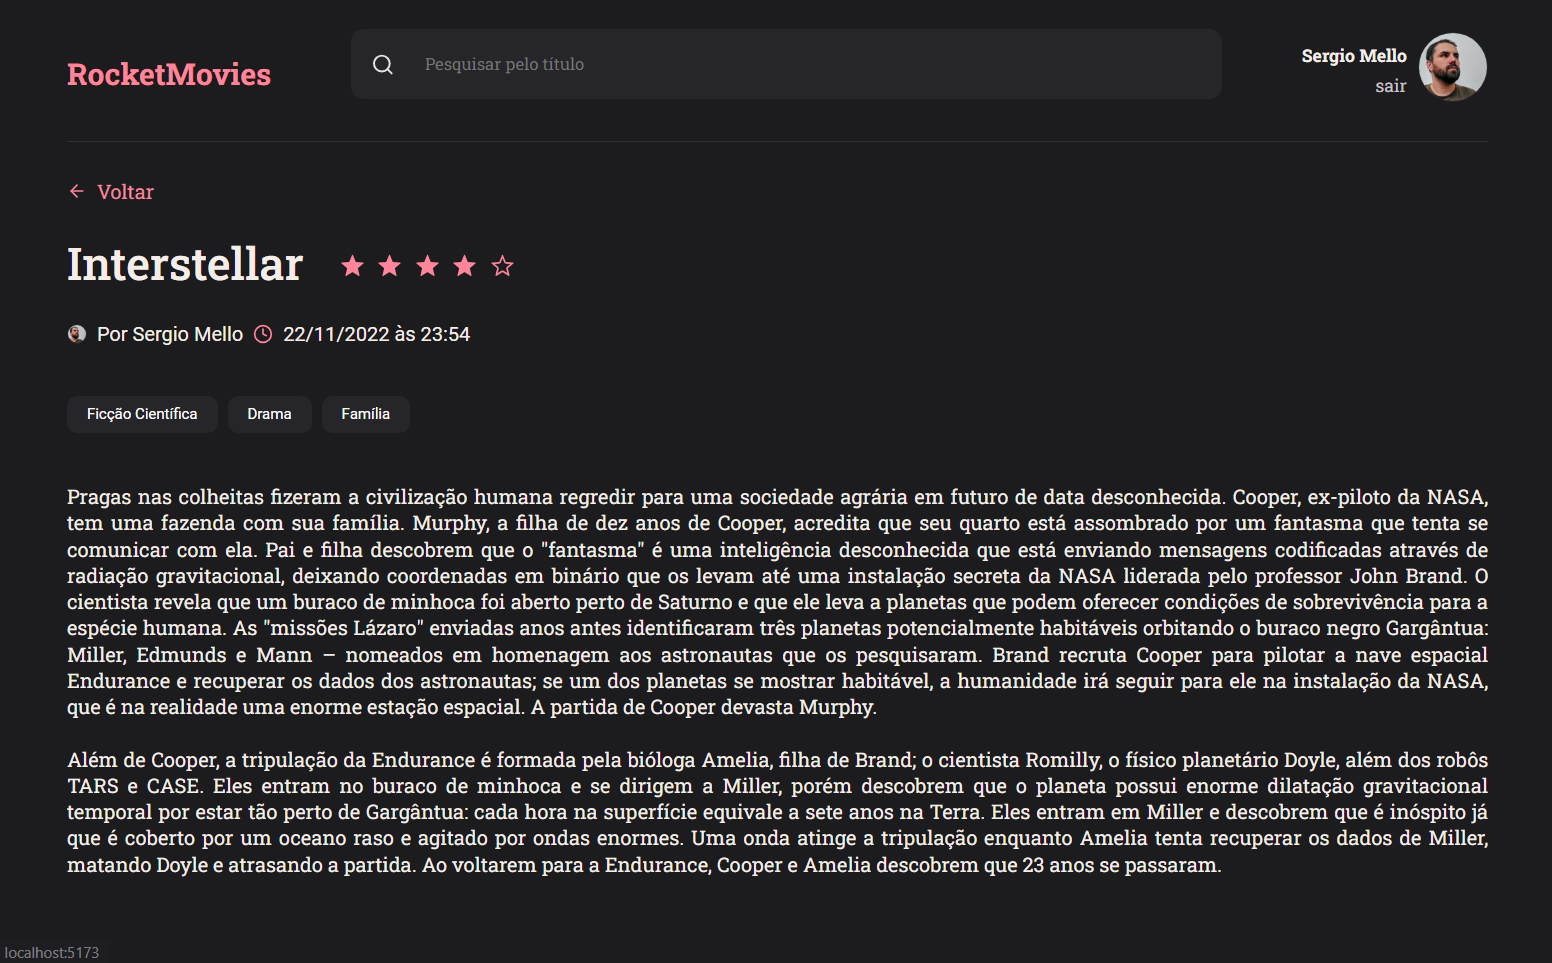 RocketMovies
Pesquisar pelo título
Sergio Mello
sair
Voltar
Interstellar
Por Sergio Mello 22/11/2022 às 23:54
Ficção Científica Drama Família
Pragas nas colheitas fizeram a civilização humana regredir para uma sociedade agrária em futuro de data desconhecida. Cooper, ex-piloto da NASA,
tem uma fazenda com sua família. Murphy, a filha de dez anos de Cooper, acredita que seu quarto está assombrado por um fantasma que tenta se
comunicar com ela. Pai e filha descobrem que o "fantasma" é uma inteligência desconhecida que está enviando mensagens codificadas através de
radiação gravitacional, deixando coordenadas em binário que os levam até uma instalação secreta da NASA liderada pelo professor John Brand. O
cientista revela que um buraco de minhoca foi aberto perto de Saturno e que ele leva a planetas que podem oferecer condições de sobrevivência para a
espécie humana. As "missões Lázaro" enviadas anos antes identificaram três planetas potencialmente habitáveis orbitando o buraco negro Gargântua:
Miller, Edmunds e Mann – nomeados em homenagem aos astronautas que os pesquisaram. Brand recruta Cooper para pilotar a nave espacial
Endurance e recuperar os dados dos astronautas; se um dos planetas se mostrar habitável, a humanidade irá seguir para ele na instalação da NASA,
que é na realidade uma enorme estação espacial. A partida de Cooper devasta Murphy.
Além de Cooper, a tripulação da Endurance é formada pela bióloga Amelia, filha de Brand; o cientista Romilly, o físico planetário Doyle, além dos robôs
TARS e CASE. Eles entram no buraco de minhoca e se dirigem a Miller, porém descobrem que o planeta possui enorme dilatação gravitacional
temporal por estar tão perto de Gargântua: cada hora na superfície equivale a sete anos na Terra. Eles entram em Miller e descobrem que é inóspito já
que é coberto por um oceano raso e agitado por ondas enormes. Uma onda atinge a tripulação enquanto Amelia tenta recuperar os dados de Miller,
matando Doyle e atrasando a partida. Ao voltarem para a Endurance, Cooper e Amelia descobrem que 23 anos se passaram.
localhost:5173